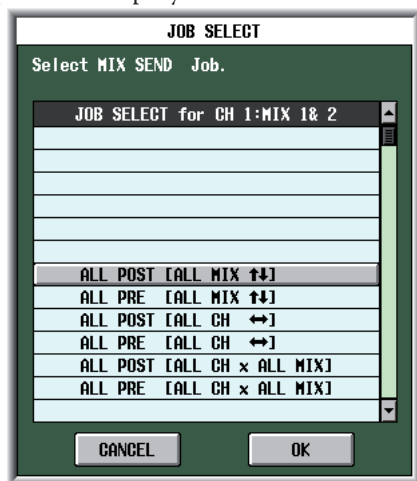 JOB SELECT
Select MIX SEND Job.
JOB SELECT for CH 1:MIX 1& 2
ALL POST [ALL MIX ⬆⬇]
ALL PRE [ALL MIX ⬆⬇]
ALL POST [ALL CH ↔]
ALL PRE [ALL CH ↔]
ALL POST [ALL CH x ALL MIX]
ALL PRE [ALL CH x ALL MIX]
CANCEL OK